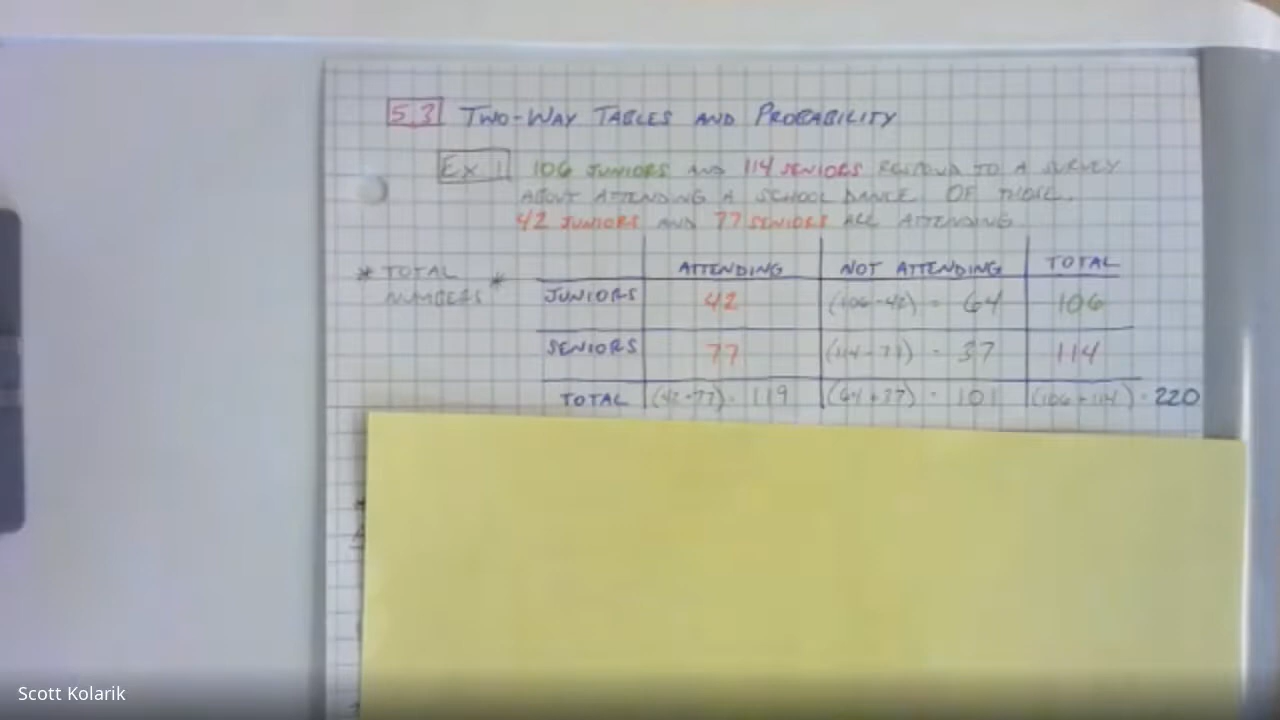 5.3 TWO-WAY TABLES AND PROBABILITY
EX 1 106 JUNIORS AND 114 SENIORS RESPOND TO A SURVEY
ABOUT ATTENDING A SCHOOL DANCE OF THOSE,
42 JUNIORS AND 77 SENIORS ARE ATTENDING
* TOTAL NUMBERS *
ATTENDING NOT ATTENDING TOTAL
JUNIORS 42 (106-42) = 64 106
SENIORS 77 (114-77) = 37 114
TOTAL (42+77) = 119 (64+37) = 101 (106+114) = 220
Scott Kolarik